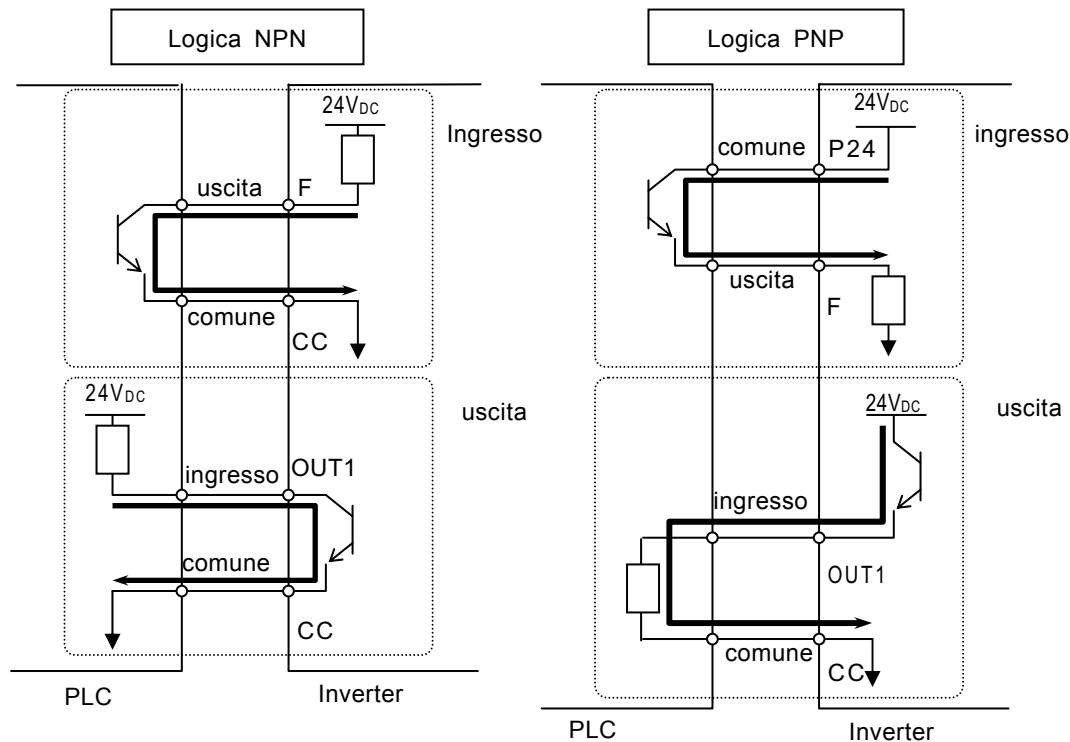 Logica NPN
24VDC
Ingresso
uscita
F
comune
CC
24VDC
uscita
ingresso
OUT1
comune
CC
PLC
Inverter
Logica PNP
24VDC
ingresso
comune
P24
uscita
F
24VDC
uscita
ingresso
OUT1
comune
CC
PLC
Inverter